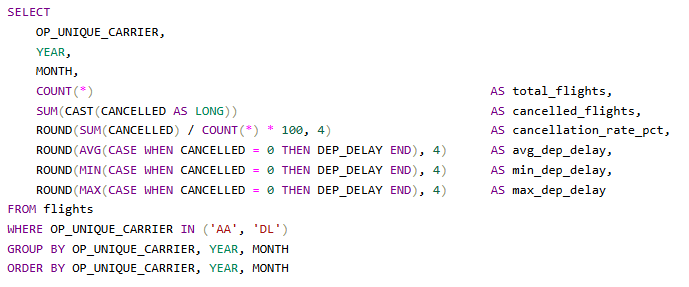 SELECT
    OP_UNIQUE_CARRIER,
    YEAR,
    MONTH,
    COUNT(*)                                                        AS total_flights,
    SUM(CAST(CANCELLED AS LONG))                                    AS cancelled_flights,
    ROUND(SUM(CANCELLED) / COUNT(*) * 100, 4)                       AS cancellation_rate_pct,
    ROUND(AVG(CASE WHEN CANCELLED = 0 THEN DEP_DELAY END), 4)       AS avg_dep_delay,
    ROUND(MIN(CASE WHEN CANCELLED = 0 THEN DEP_DELAY END), 4)       AS min_dep_delay,
    ROUND(MAX(CASE WHEN CANCELLED = 0 THEN DEP_DELAY END), 4)       AS max_dep_delay
FROM flights
WHERE OP_UNIQUE_CARRIER IN ('AA', 'DL')
GROUP BY OP_UNIQUE_CARRIER, YEAR, MONTH
ORDER BY OP_UNIQUE_CARRIER, YEAR, MONTH